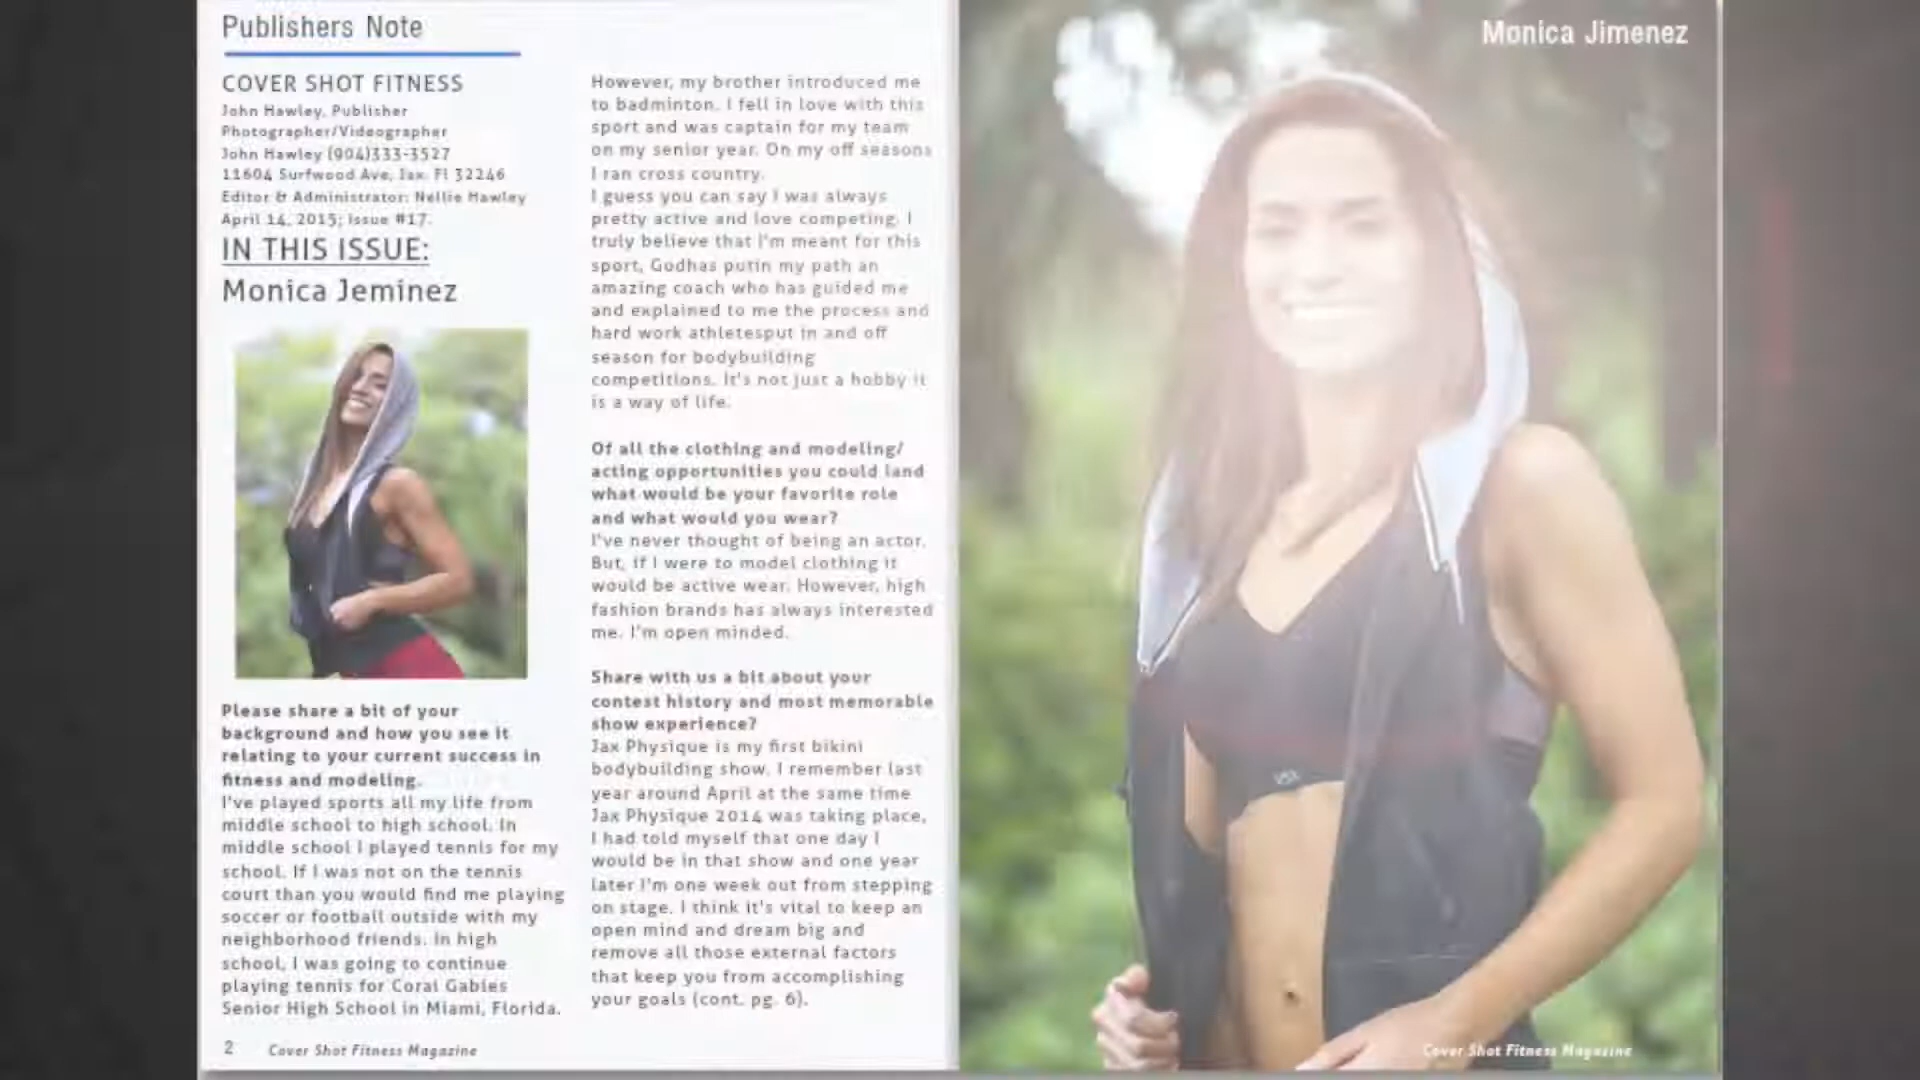 Publishers Note
COVER SHOT FITNESS
John Hawley, Publisher
Photographer/Videographer
John Hawley (904)333-3527
11604 Surfwood Ave, Jax. Fl 32246
Editor & Administrator: Nellie Hawley
April 14, 2015; Issue #17.
IN THIS ISSUE:
Monica Jeminez
Please share a bit of your
background and how you see it
relating to your current success in
fitness and modeling.
I've played sports all my life from
middle school to high school. In
middle school I played tennis for my
school. If I was not on the tennis
court than you would find me playing
soccer or football outside with my
neighborhood friends. In high
school, I was going to continue
playing tennis for Coral Gables
Senior High School in Miami, Florida.
2 Cover Shot Fitness Magazine
However, my brother introduced me
to badminton. I fell in love with this
sport and was captain for my team
on my senior year. On my off seasons
I ran cross country.
I guess you can say I was always
pretty active and love competing. I
truly believe that I'm meant for this
sport, Godhas putin my path an
amazing coach who has guided me
and explained to me the process and
hard work athletesput in and off
season for bodybuilding
competitions. It's not just a hobby it
is a way of life.
Of all the clothing and modeling/
acting opportunities you could land
what would be your favorite role
and what would you wear?
I've never thought of being an actor.
But, if I were to model clothing it
would be active wear. However, high
fashion brands has always interested
me. I'm open minded.
Share with us a bit about your
contest history and most memorable
show experience?
Jax Physique is my first bikini
bodybuilding show. I remember last
year around April at the same time
Jax Physique 2014 was taking place,
I had told myself that one day I
would be in that show and one year
later I'm one week out from stepping
on stage. I think it's vital to keep an
open mind and dream big and
remove all those external factors
that keep you from accomplishing
your goals (cont. pg. 6).
Monica Jimenez
Cover Shot Fitness Magazine